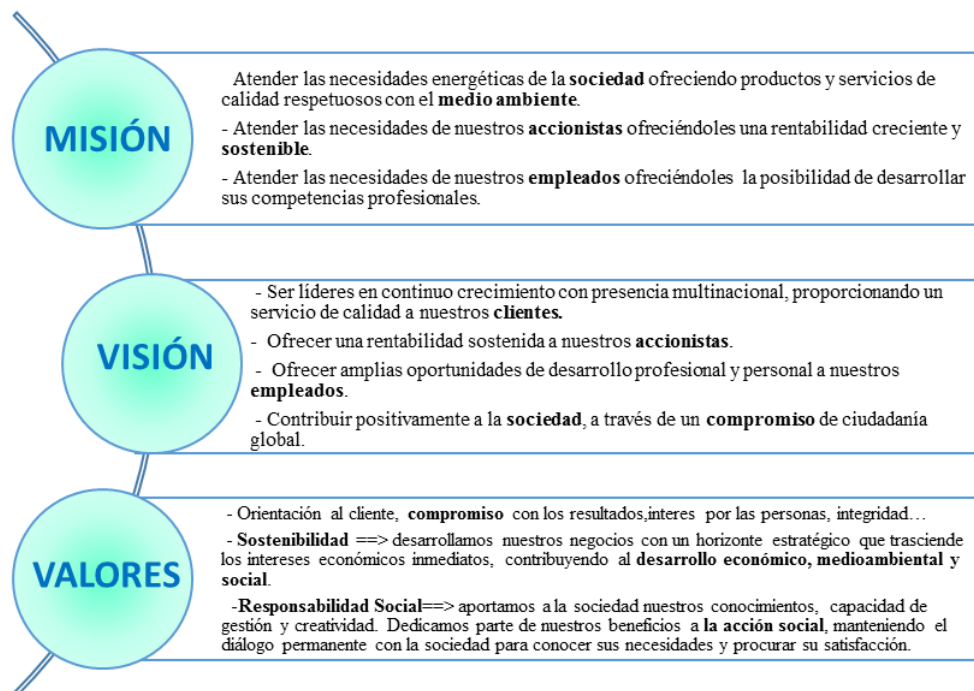 MISIÓN
Atender las necesidades energéticas de la sociedad ofreciendo productos y servicios de
calidad respetuosos con el medio ambiente.
- Atender las necesidades de nuestros accionistas ofreciéndoles una rentabilidad creciente y
sostenible.
- Atender las necesidades de nuestros empleados ofreciéndoles la posibilidad de desarrollar
sus competencias profesionales.
VISIÓN
- Ser líderes en continuo crecimiento con presencia multinacional, proporcionando un
servicio de calidad a nuestros clientes.
- Ofrecer una rentabilidad sostenida a nuestros accionistas.
- Ofrecer amplias oportunidades de desarrollo profesional y personal a nuestros
empleados.
- Contribuir positivamente a la sociedad, a través de un compromiso de ciudadanía
global.
VALORES
- Orientación al cliente, compromiso con los resultados,interes por las personas, integridad…
- Sostenibilidad ==> desarrollamos nuestros negocios con un horizonte estratégico que trasciende
los intereses económicos inmediatos, contribuyendo al desarrollo económico, medioambiental y
social.
-Responsabilidad Social==> aportamos a la sociedad nuestros conocimientos, capacidad de
gestión y creatividad. Dedicamos parte de nuestros beneficios a la acción social, manteniendo el
diálogo permanente con la sociedad para conocer sus necesidades y procurar su satisfacción.